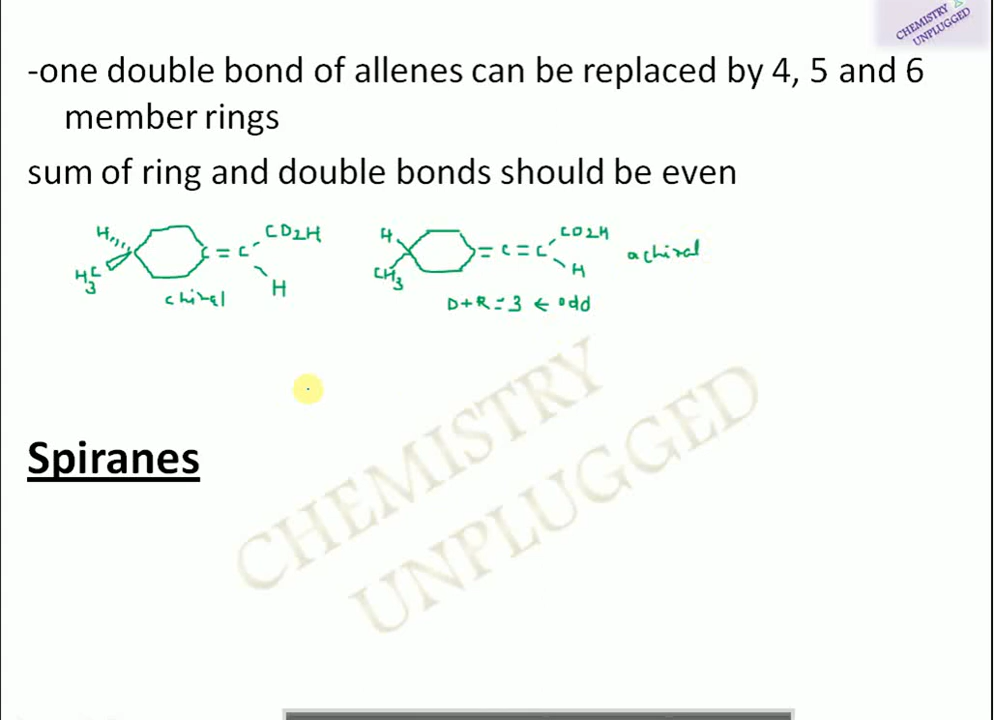 CHEMISTRY
UNPLUGGED
-one double bond of allenes can be replaced by 4, 5 and 6
member rings
sum of ring and double bonds should be even
H CO2H
C = C
H3C H
chiral
H CO2H
= C = C
CH3 H
achiral
D+R=3 ← odd
Spiranes
CHEMISTRY
UNPLUGGED